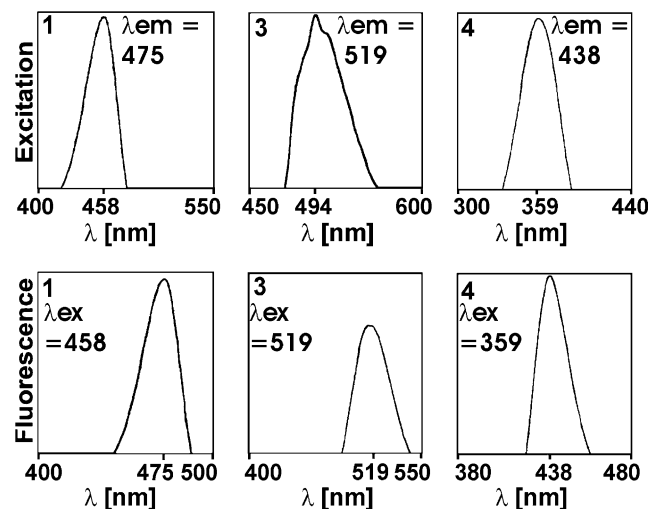 Excitation
1 λem =
475
400 458 550
λ [nm]
3 λem =
519
450 494 600
λ [nm]
4 λem =
438
300 359 440
λ [nm]
Fluorescence
1
λex
=458
400 475 500
λ [nm]
3
λex
=519
400 519 550
λ [nm]
4
λex
=359
380 438 480
λ [nm]